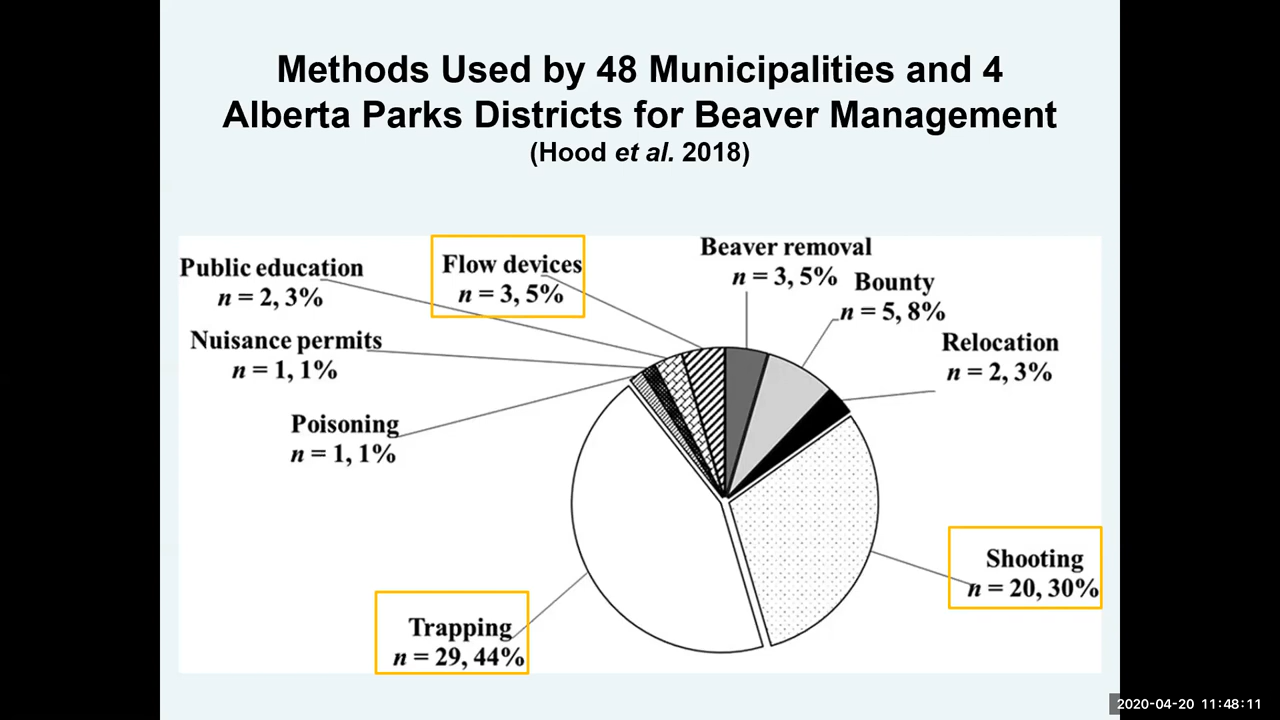 Methods Used by 48 Municipalities and 4
Alberta Parks Districts for Beaver Management
(Hood et al. 2018)
Public education
n = 2, 3%
Flow devices
n = 3, 5%
Beaver removal
n = 3, 5%
Bounty
n = 5, 8%
Nuisance permits
n = 1, 1%
Relocation
n = 2, 3%
Poisoning
n = 1, 1%
Shooting
n = 20, 30%
Trapping
n = 29, 44%
2020-04-20 11:48:11